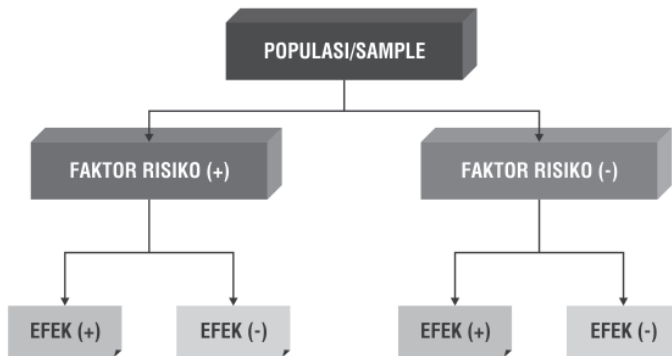 POPULASI/SAMPLE
FAKTOR RISIKO (+)
FAKTOR RISIKO (-)
EFEK (+)
EFEK (-)
EFEK (+)
EFEK (-)